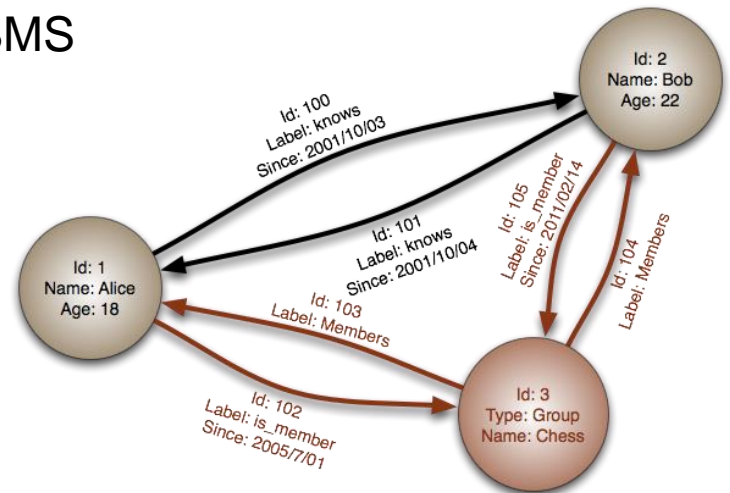 BMS
Id: 2
Name: Bob
Age: 22
Id: 100
Label: knows
Since: 2001/10/03
Id: 101
Label: knows
Since: 2001/10/04
Id: 105
Label: is_member
Since: 2011/02/14
Id: 104
Label: Members
Id: 1
Name: Alice
Age: 18
Id: 103
Label: Members
Id: 102
Label: is_member
Since: 2005/7/01
Id: 3
Type: Group
Name: Chess